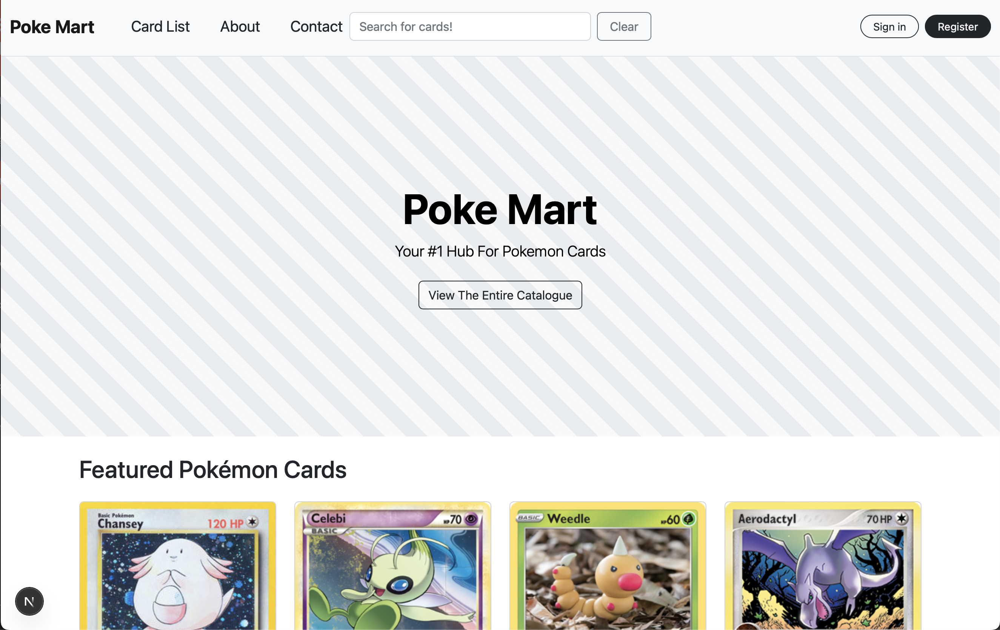 Poke Mart Card List About Contact Search for cards! Clear Sign in Register
Poke Mart
Your #1 Hub For Pokemon Cards
View The Entire Catalogue
Featured Pokémon Cards
Basic Pokémon
Chansey 120 HP
Celebi HP70
BASIC
BASIC Weedle HP60
Aerodactyl 70 HP
N